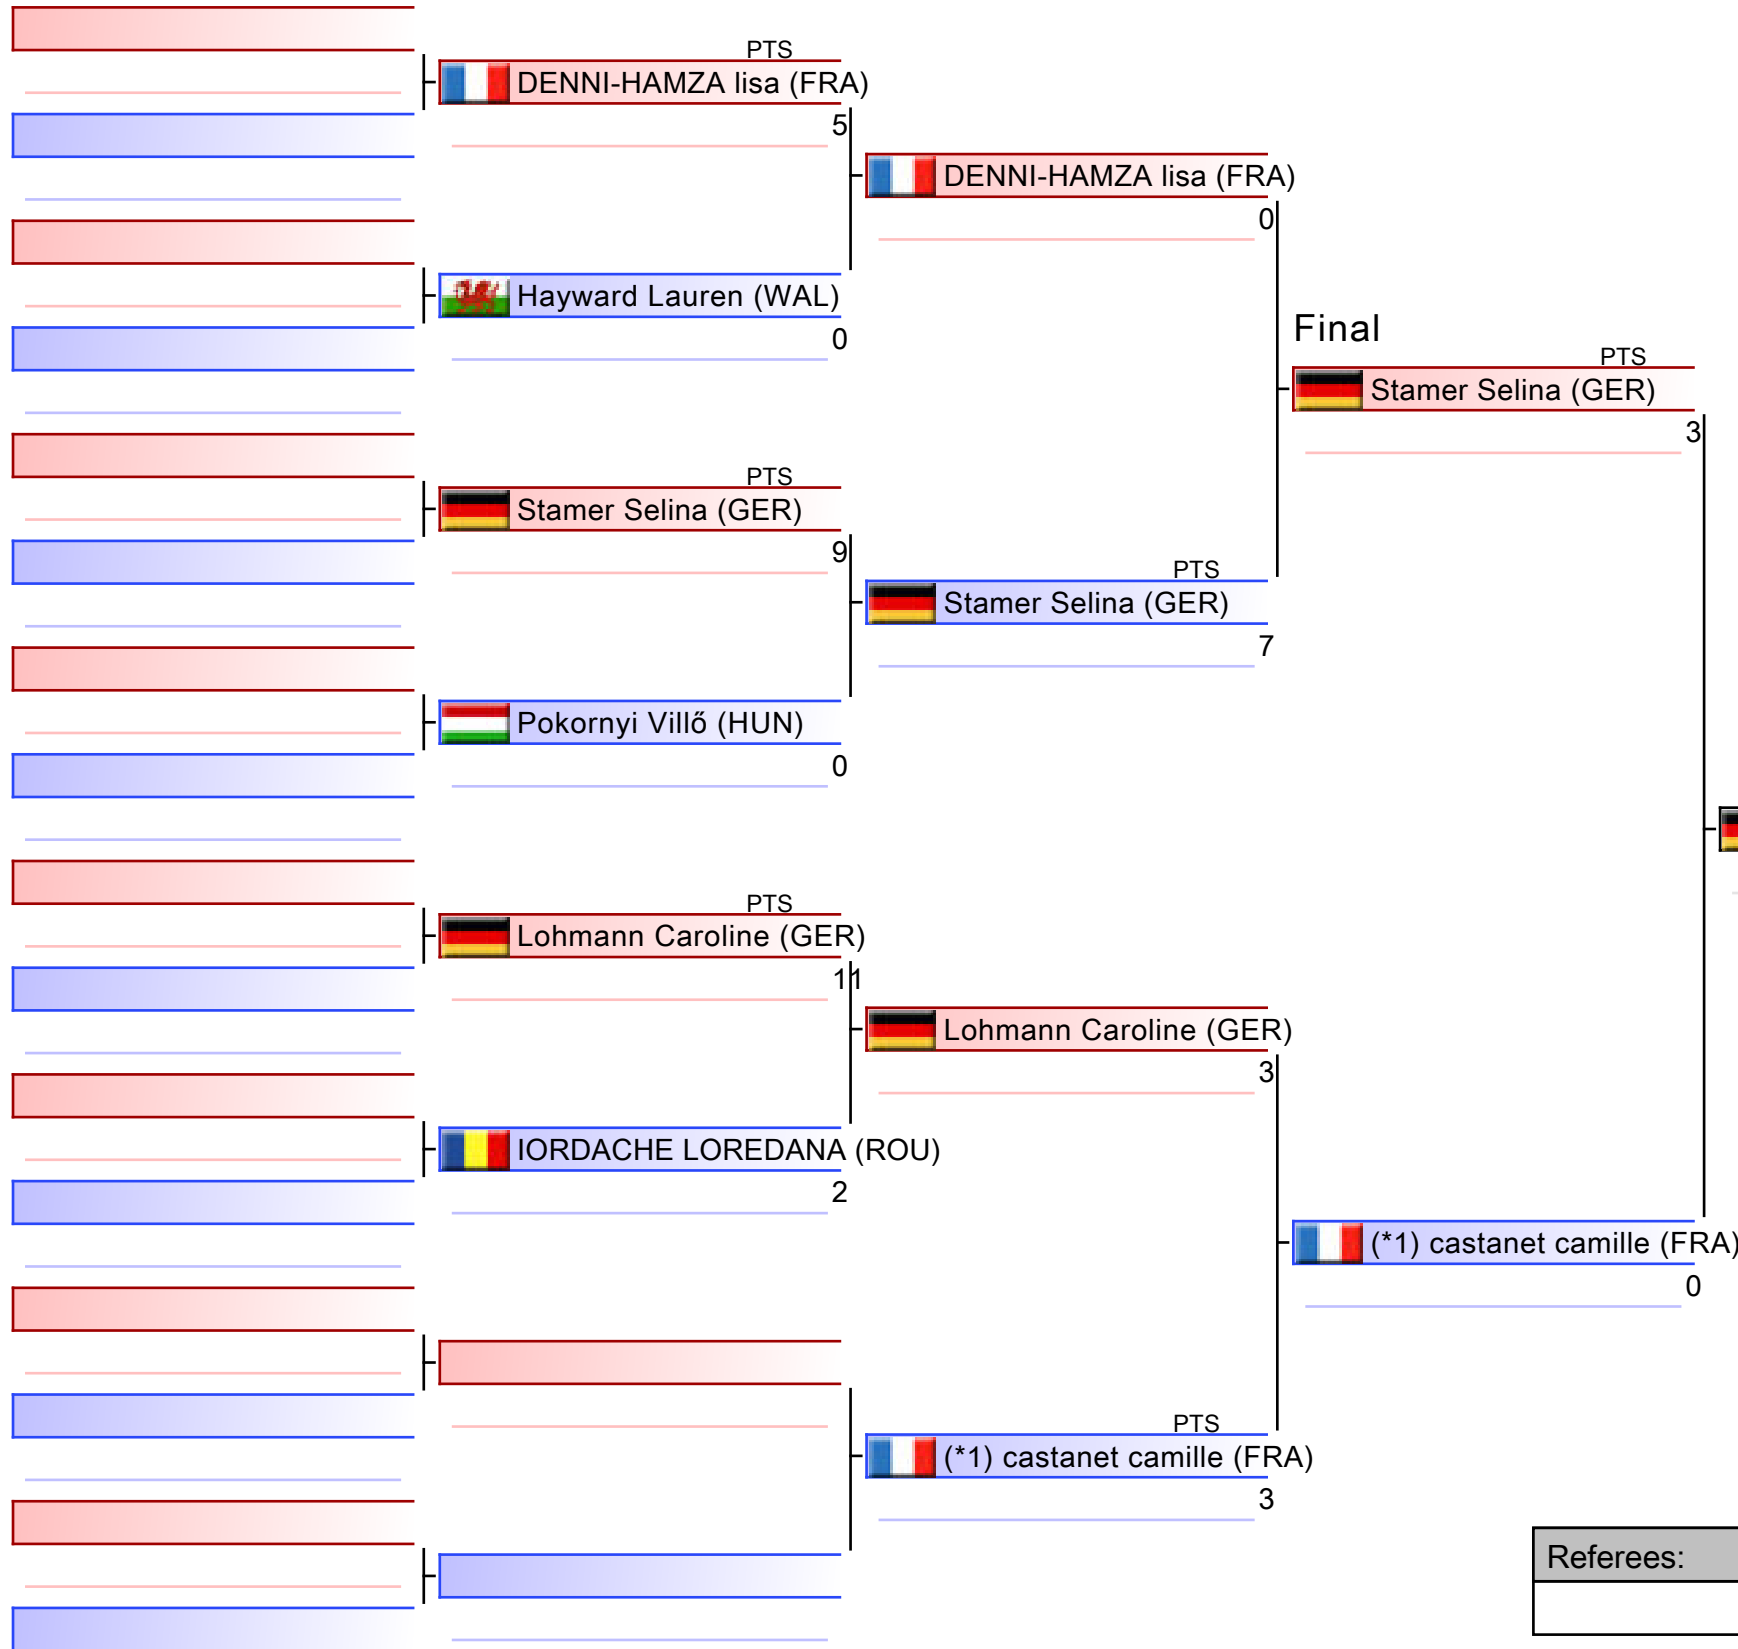 PTS
DENNI-HAMZA lisa (FRA)
5
DENNI-HAMZA lisa (FRA)
0
Hayward Lauren (WAL)
0
Final
PTS
Stamer Selina (GER)
3
PTS
Stamer Selina (GER)
9
PTS
Stamer Selina (GER)
7
Pokornyi Villő (HUN)
0
PTS
Lohmann Caroline (GER)
11
Lohmann Caroline (GER)
3
IORDACHE LOREDANA (ROU)
2
(*1) castanet camille (FRA)
0
PTS
(*1) castanet camille (FRA)
3
Referees: